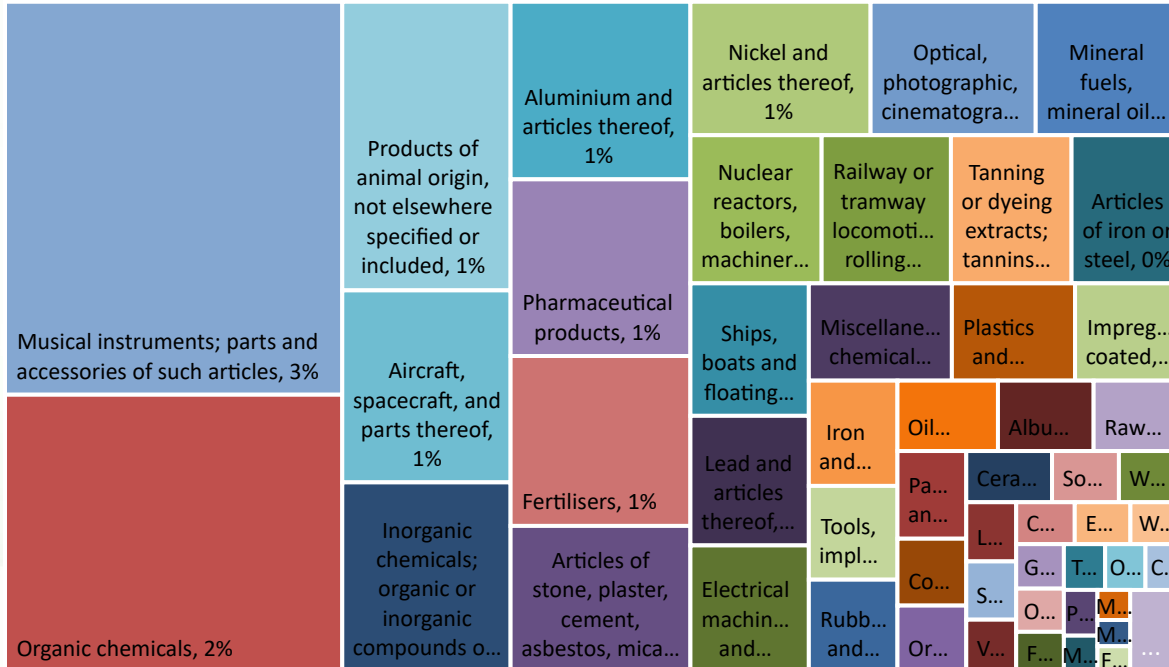 Musical instruments; parts and
accessories of such articles, 3%
Organic chemicals, 2%
Products of
animal origin,
not elsewhere
specified or
included, 1%
Aircraft,
spacecraft, and
parts thereof,
1%
Inorganic
chemicals;
organic or
inorganic
compounds o...
Aluminium and
articles thereof,
1%
Pharmaceutical
products, 1%
Fertilisers, 1%
Articles of
stone, plaster,
cement,
asbestos, mica...
Nickel and
articles thereof,
1%
Optical,
photographic,
cinematogra...
Mineral
fuels,
mineral oil...
Nuclear
reactors,
boilers,
machiner...
Railway or
tramway
locomoti...
rolling...
Tanning
or dyeing
extracts;
tannins...
Articles
of iron or
steel, 0%
Ships,
boats and
floating...
Lead and
articles
thereof,...
Electrical
machin...
and...
Miscellane...
chemical...
Plastics
and...
Impreg...
coated,...
Iron
and...
Tools,
impl...
Rubb...
and...
Oil...
Albu...
Raw...
Pa...
an...
Co...
Or...
Cera...
So...
W...
L...
S...
V...
C...
E...
W...
G...
T...
O...
C...
O...
P...
M...
M...
F...
M...
F...
...